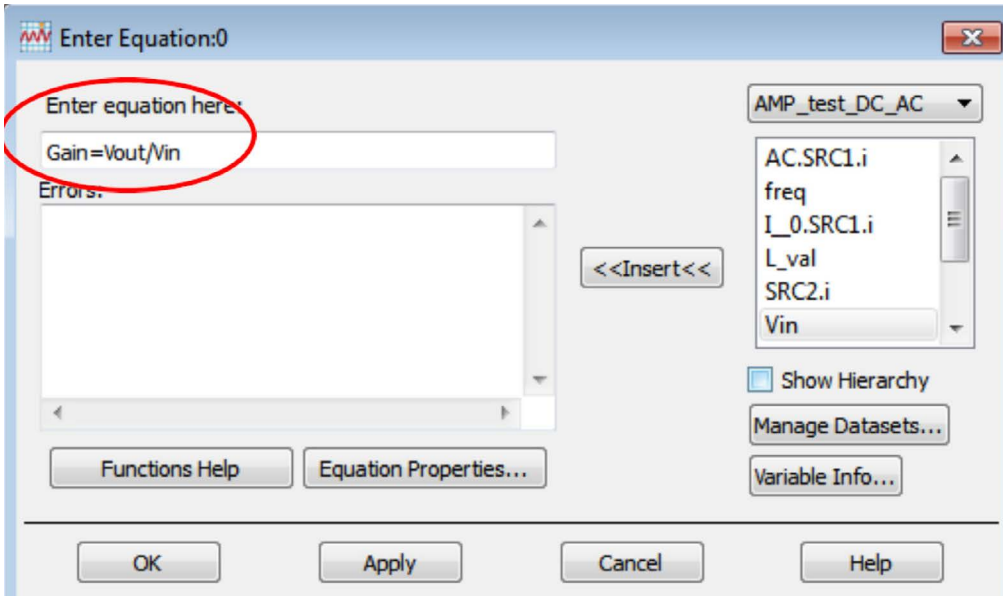 Enter Equation:0
Enter equation here:
Gain=Vout/Vin
Errors:
AMP_test_DC_AC
AC.SRC1.i
freq
I__0.SRC1.i
L_val
SRC2.i
Vin
<<Insert<<
Show Hierarchy
Manage Datasets...
Variable Info...
Functions Help
Equation Properties...
OK
Apply
Cancel
Help